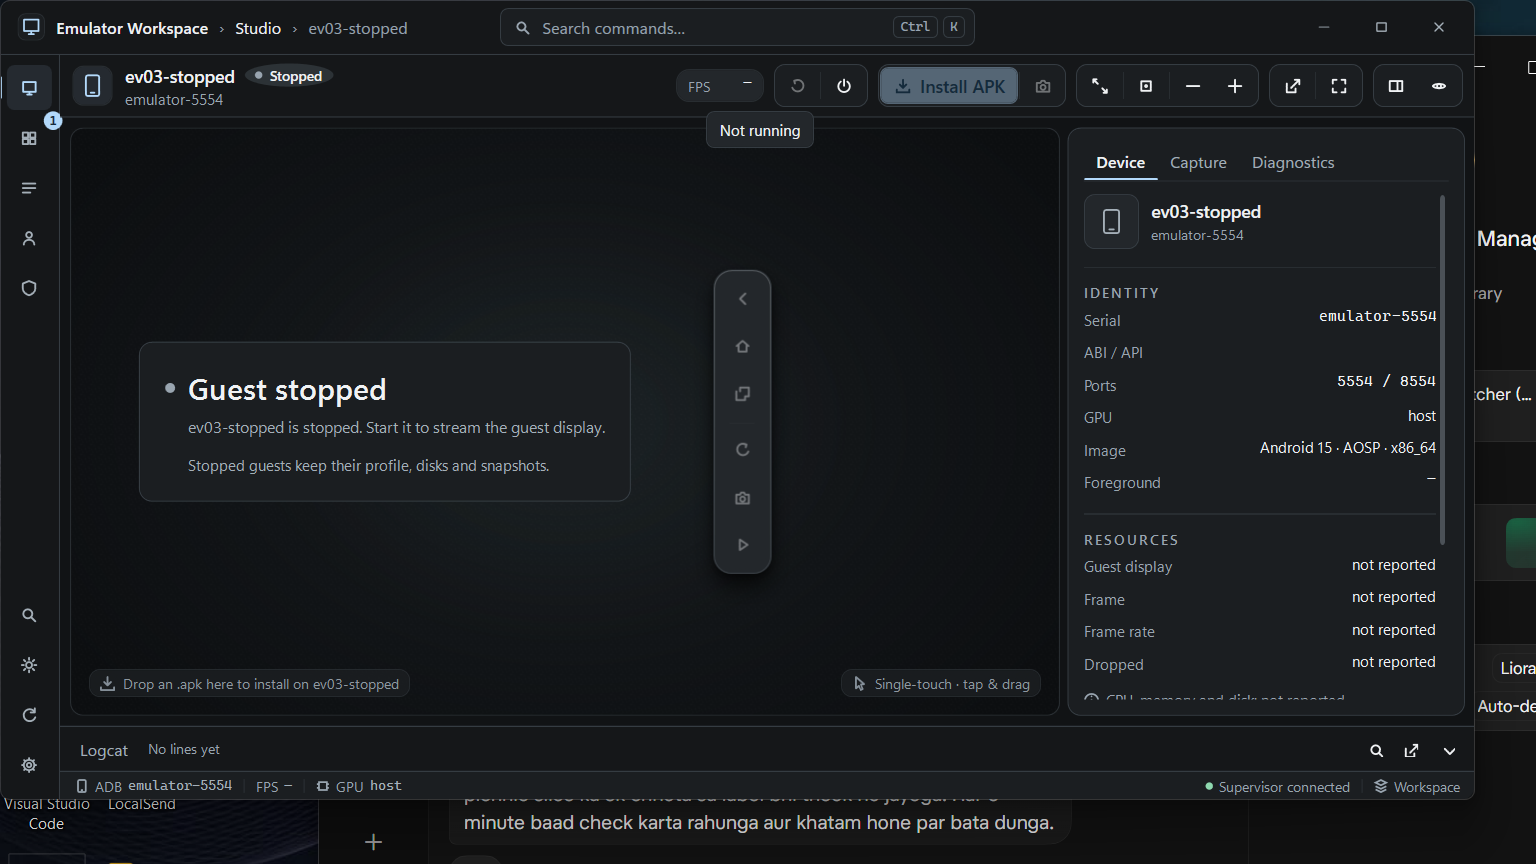 Emulator Workspace › Studio › ev03-stopped
Search commands...
Ctrl K
ev03-stopped
Stopped
emulator-5554
FPS –
Install APK
Not running
1
Guest stopped
ev03-stopped is stopped. Start it to stream the guest display.
Stopped guests keep their profile, disks and snapshots.
Drop an .apk here to install on ev03-stopped
Single-touch · tap & drag
Device Capture Diagnostics
ev03-stopped
emulator-5554
IDENTITY
Serial emulator-5554
ABI / API
Ports 5554 / 8554
GPU host
Image Android 15 · AOSP · x86_64
Foreground –
RESOURCES
Guest display not reported
Frame not reported
Frame rate not reported
Dropped not reported
Logcat No lines yet
ADB emulator-5554 FPS – GPU host
Supervisor connected
Workspace
Visual Studio
Code
LocalSend
minute baad check karta rahunga aur khatam hone par bata dunga.
Manag
rary
tcher (...
Liora
Auto-de